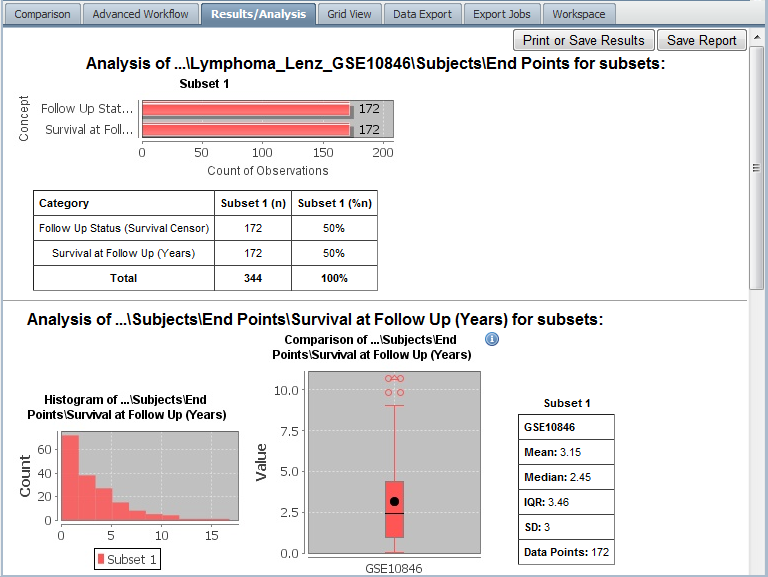 Comparison Advanced Workflow Results/Analysis Grid View Data Export Export Jobs Workspace
Print or Save Results Save Report
Analysis of ...\Lymphoma_Lenz_GSE10846\Subjects\End Points for subsets:
Subset 1
Concept
Follow Up Stat... 172
Survival at Foll... 172
0 50 100 150 200
Count of Observations
Category Subset 1 (n) Subset 1 (%n)
Follow Up Status (Survival Censor) 172 50%
Survival at Follow Up (Years) 172 50%
Total 344 100%
Analysis of ...\Subjects\End Points\Survival at Follow Up (Years) for subsets:
Histogram of ...\Subjects\End
Points\Survival at Follow Up (Years)
Count
60
40
20
0
0 5 10 15
Subset 1
Comparison of ...\Subjects\End
Points\Survival at Follow Up (Years)
i
Value
10.0
7.5
5.0
2.5
0.0
GSE10846
Subset 1
GSE10846
Mean: 3.15
Median: 2.45
IQR: 3.46
SD: 3
Data Points: 172